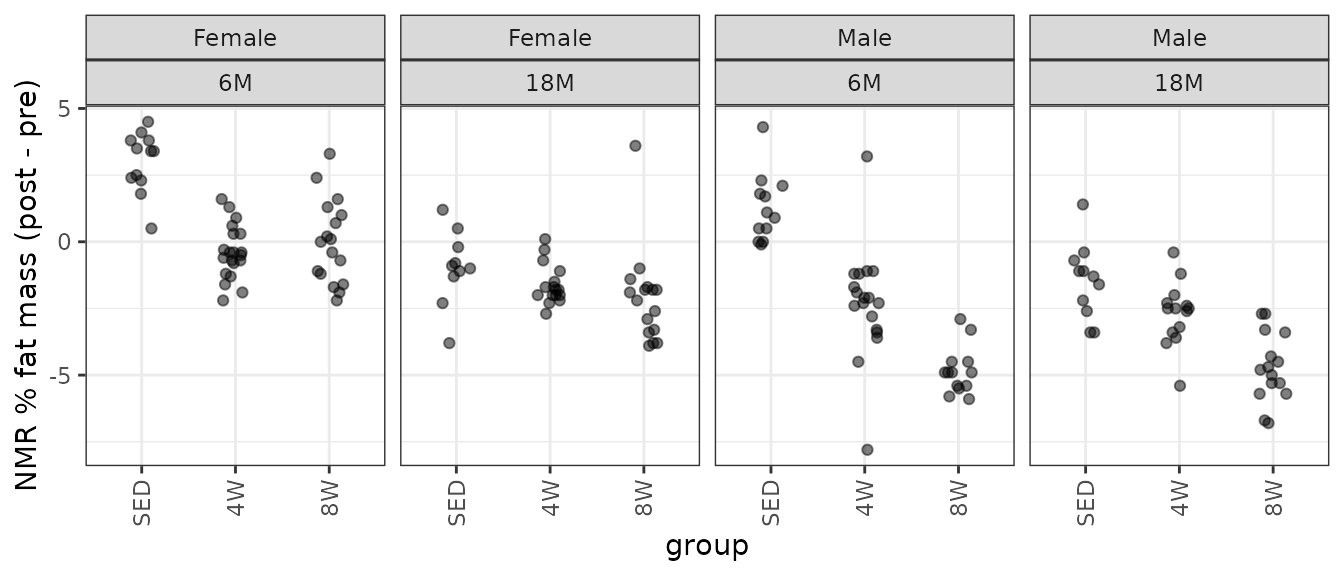 Female Female Male Male
6M 18M 6M 18M
NMR % fat mass (post - pre)
5
0
-5
SED 4W 8W SED 4W 8W SED 4W 8W SED 4W 8W
group